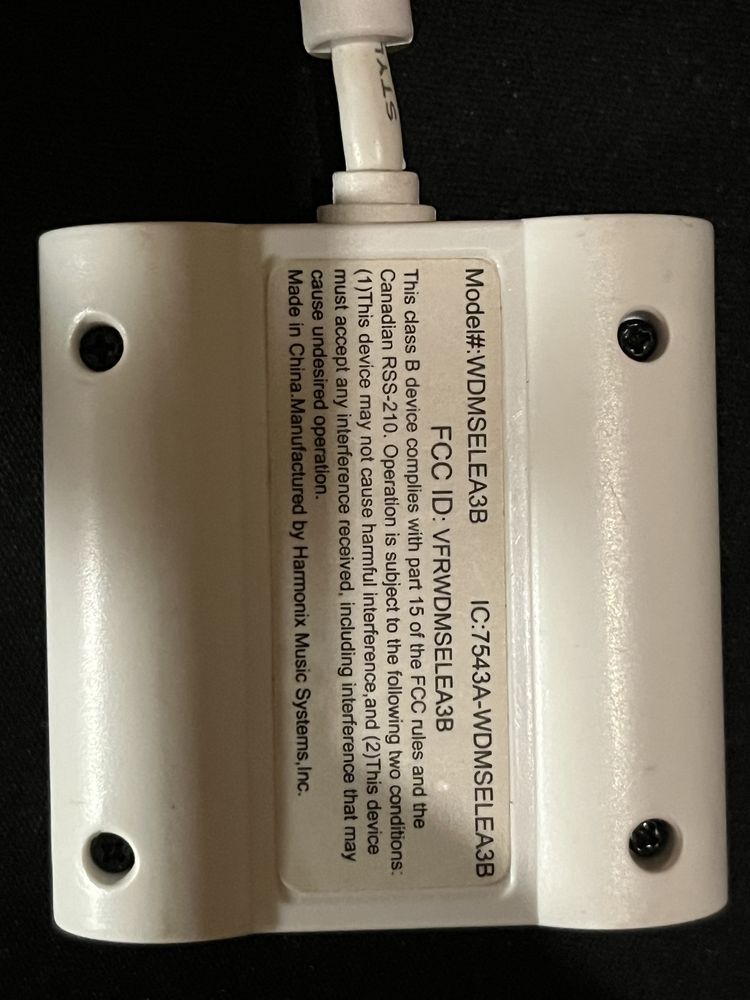 STYL
Model#:WDMSELEA3B IC:7543A-WDMSELEA3B
FCC ID: VFRWDMSELEA3B
This class B device complies with part 15 of the FCC rules and the
Canadian RSS-210. Operation is subject to the following two conditions:
(1)This device may not cause harmful interference,and (2)This device
must accept any interference received, including interference that may
cause undesired operation.
Made in China.Manufactured by Harmonix Music Systems,Inc.